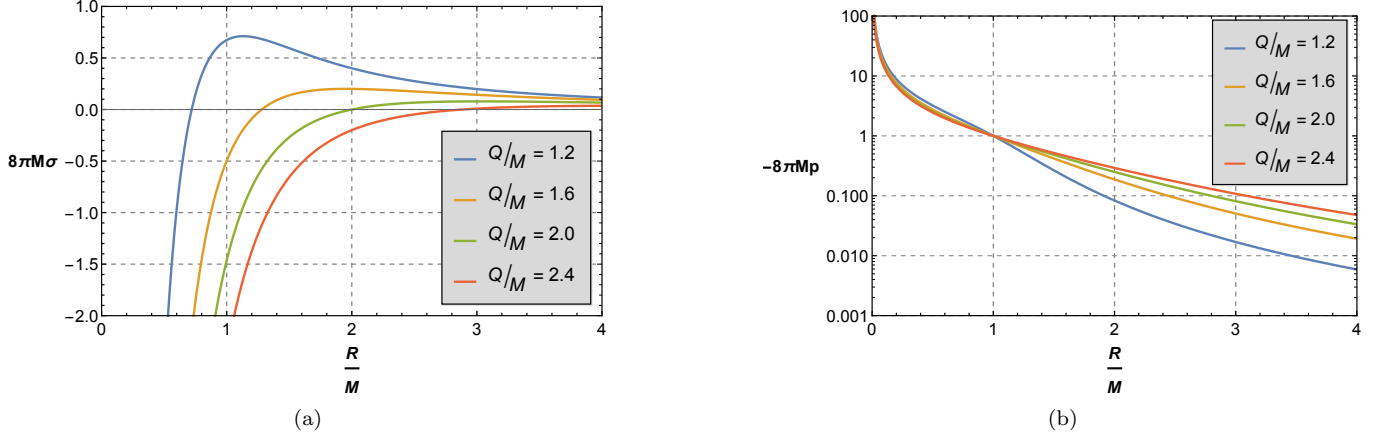 1.0
0.5
0.0
-0.5
-1.0
-1.5
-2.0
8πMσ
0 1 2 3 4
R
M
Q/M = 1.2
Q/M = 1.6
Q/M = 2.0
Q/M = 2.4
(a)
100
10
1
0.100
0.010
0.001
-8πMp
0 1 2 3 4
R
M
Q/M = 1.2
Q/M = 1.6
Q/M = 2.0
Q/M = 2.4
(b)